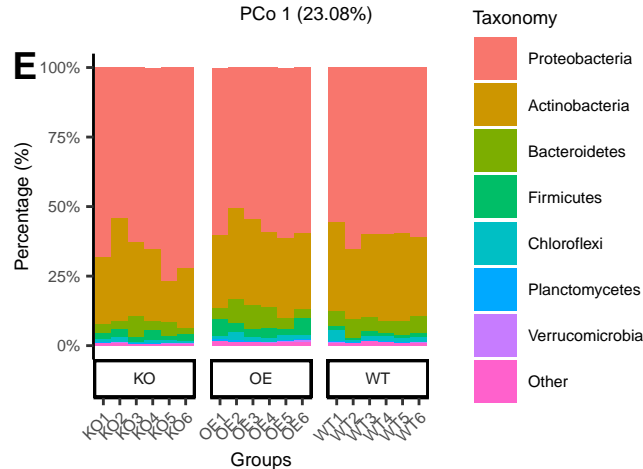 PCo 1 (23.08%)
E
Percentage (%)
100%
75%
50%
25%
0%
KO
OE
WT
KO1
KO2
KO3
KO4
KO5
KO6
OE1
OE2
OE3
OE4
OE5
OE6
WT1
WT2
WT3
WT4
WT5
WT6
Groups
Taxonomy
Proteobacteria
Actinobacteria
Bacteroidetes
Firmicutes
Chloroflexi
Planctomycetes
Verrucomicrobia
Other